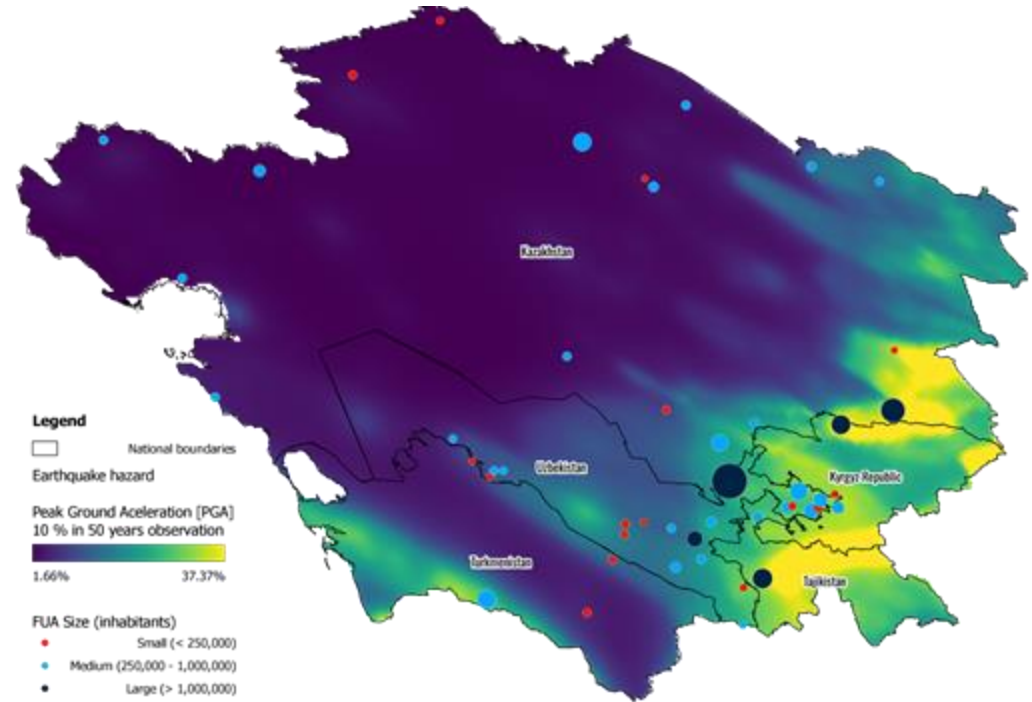 Kazakhstan
Legend
National boundaries
Earthquake hazard
Uzbekistan
Kyrgyz Republic
Peak Ground Aceleration [PGA]
10 % in 50 years observation
1.66%
37.37%
Turkmenistan
Tajikistan
FUA Size (inhabitants)
Small (< 250,000)
Medium (250,000 - 1,000,000)
Large (> 1,000,000)